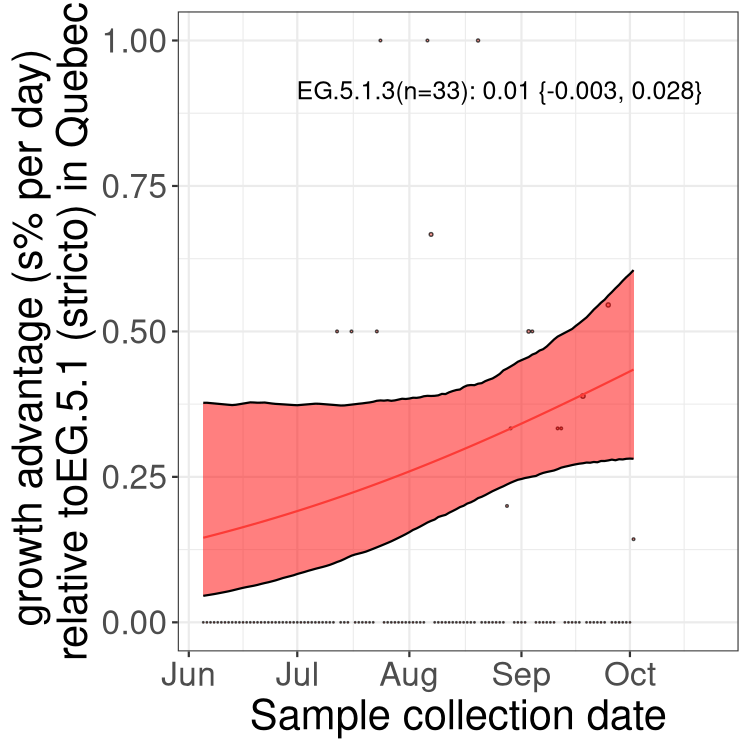 growth advantage (s% per day)
relative toEG.5.1 (stricto) in Quebec
1.00
0.75
0.50
0.25
0.00
EG.5.1.3(n=33): 0.01 {-0.003, 0.028}
Jun Jul Aug Sep Oct
Sample collection date